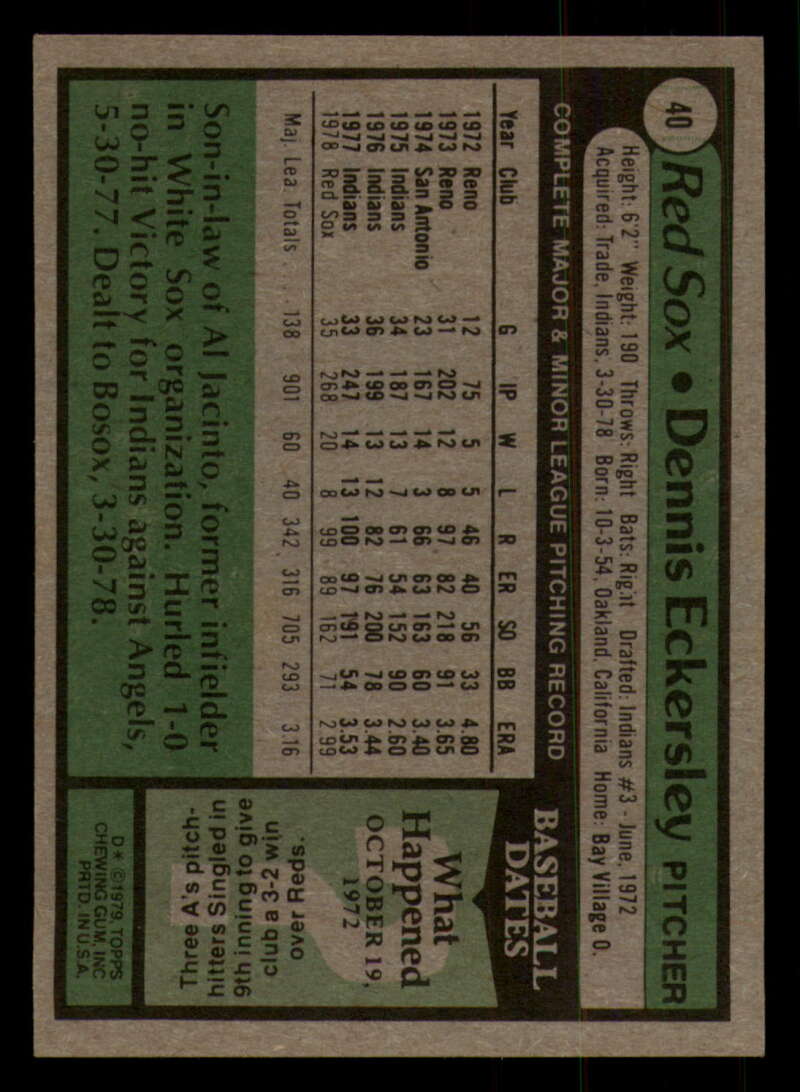 40
Red Sox • Dennis Eckersley PITCHER
Height: 6'2" Weight: 190 Throws: Right Bats: Right Drafted: Indians #3 - June, 1972
Acquired: Trade, Indians, 3-30-78 Born: 10-3-54, Oakland, California Home: Bay Village O.
COMPLETE MAJOR & MINOR LEAGUE PITCHING RECORD
Year Club G IP W L R ER SO BB ERA
1972 Reno 12 75 5 5 46 40 56 33 4.80
1973 Reno 31 202 12 8 97 82 218 91 3.65
1974 San Antonio 23 167 14 3 66 63 163 60 3.40
1975 Indians 34 187 13 7 61 54 152 90 2.60
1976 Indians 36 199 13 12 82 76 200 78 3.44
1977 Indians 33 247 14 13 100 97 191 54 3.53
1978 Red Sox 35 268 20 8 99 89 162 71 2.99
Maj. Lea. Totals . . . 138 901 60 40 342 316 705 293 3.16
Son-in-law of Al Jacinto, former infielder
in White Sox organization. Hurled 1-0
no-hit Victory for Indians against Angels,
5-30-77. Dealt to Bosox, 3-30-78.
BASEBALL
DATES
What
Happened
OCTOBER 19,
1972
Three A's pitch-
hitters Singled in
9th inning to give
club a 3-2 win
over Reds.
D* ©1979, TOPPS
CHEWING GUM, INC
PRTD. IN U.S.A.